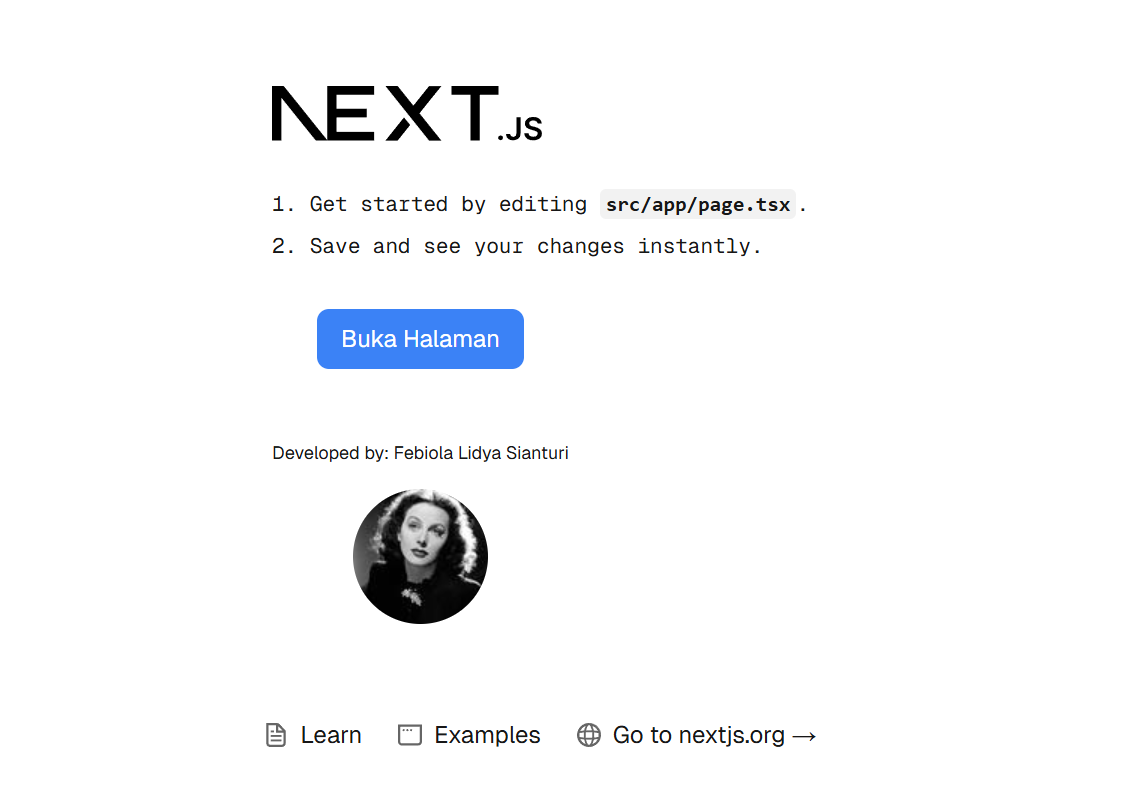 NEXT.JS
1. Get started by editing src/app/page.tsx.
2. Save and see your changes instantly.
Buka Halaman
Developed by: Febiola Lidya Sianturi
Learn Examples Go to nextjs.org →